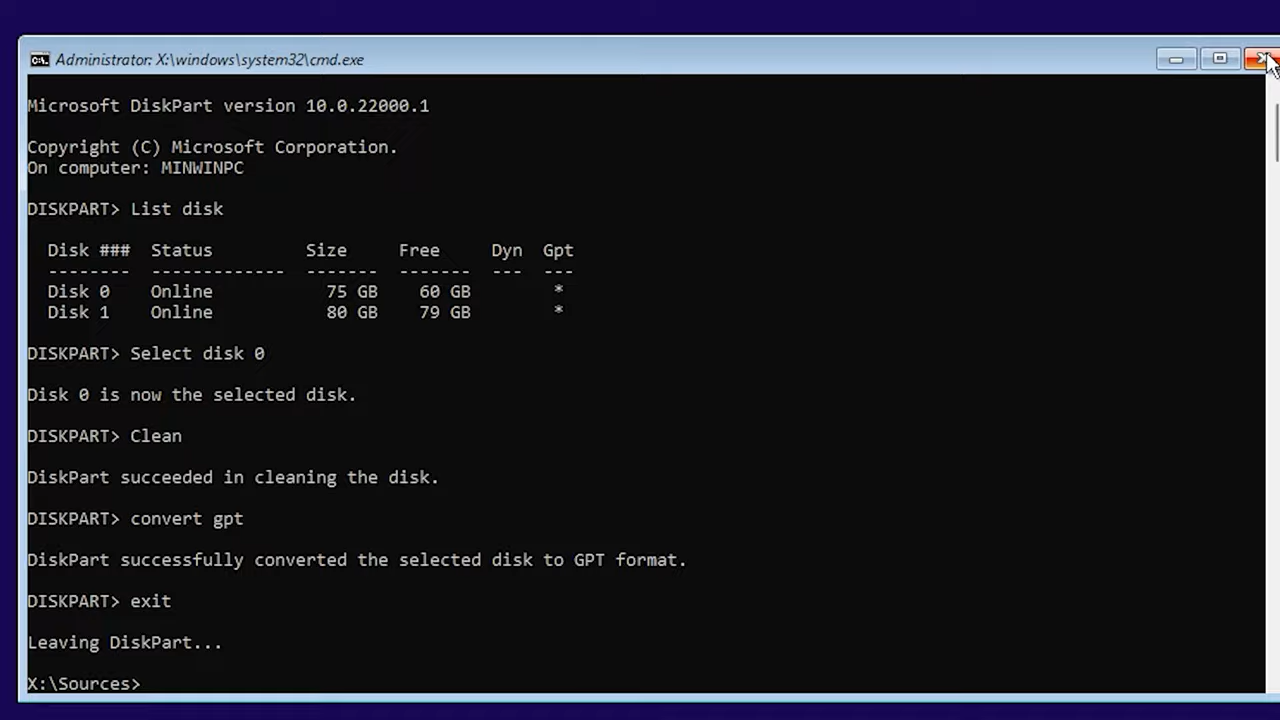 Administrator: X:\windows\system32\cmd.exe
Microsoft DiskPart version 10.0.22000.1
Copyright (C) Microsoft Corporation.
On computer: MINWINPC
DISKPART> List disk
Disk ###  Status         Size     Free     Dyn  Gpt
--------  -------------  -------  -------  ---  ---
Disk 0    Online           75 GB    60 GB        *
Disk 1    Online           80 GB    79 GB        *
DISKPART> Select disk 0
Disk 0 is now the selected disk.
DISKPART> Clean
DiskPart succeeded in cleaning the disk.
DISKPART> convert gpt
DiskPart successfully converted the selected disk to GPT format.
DISKPART> exit
Leaving DiskPart...
X:\Sources>